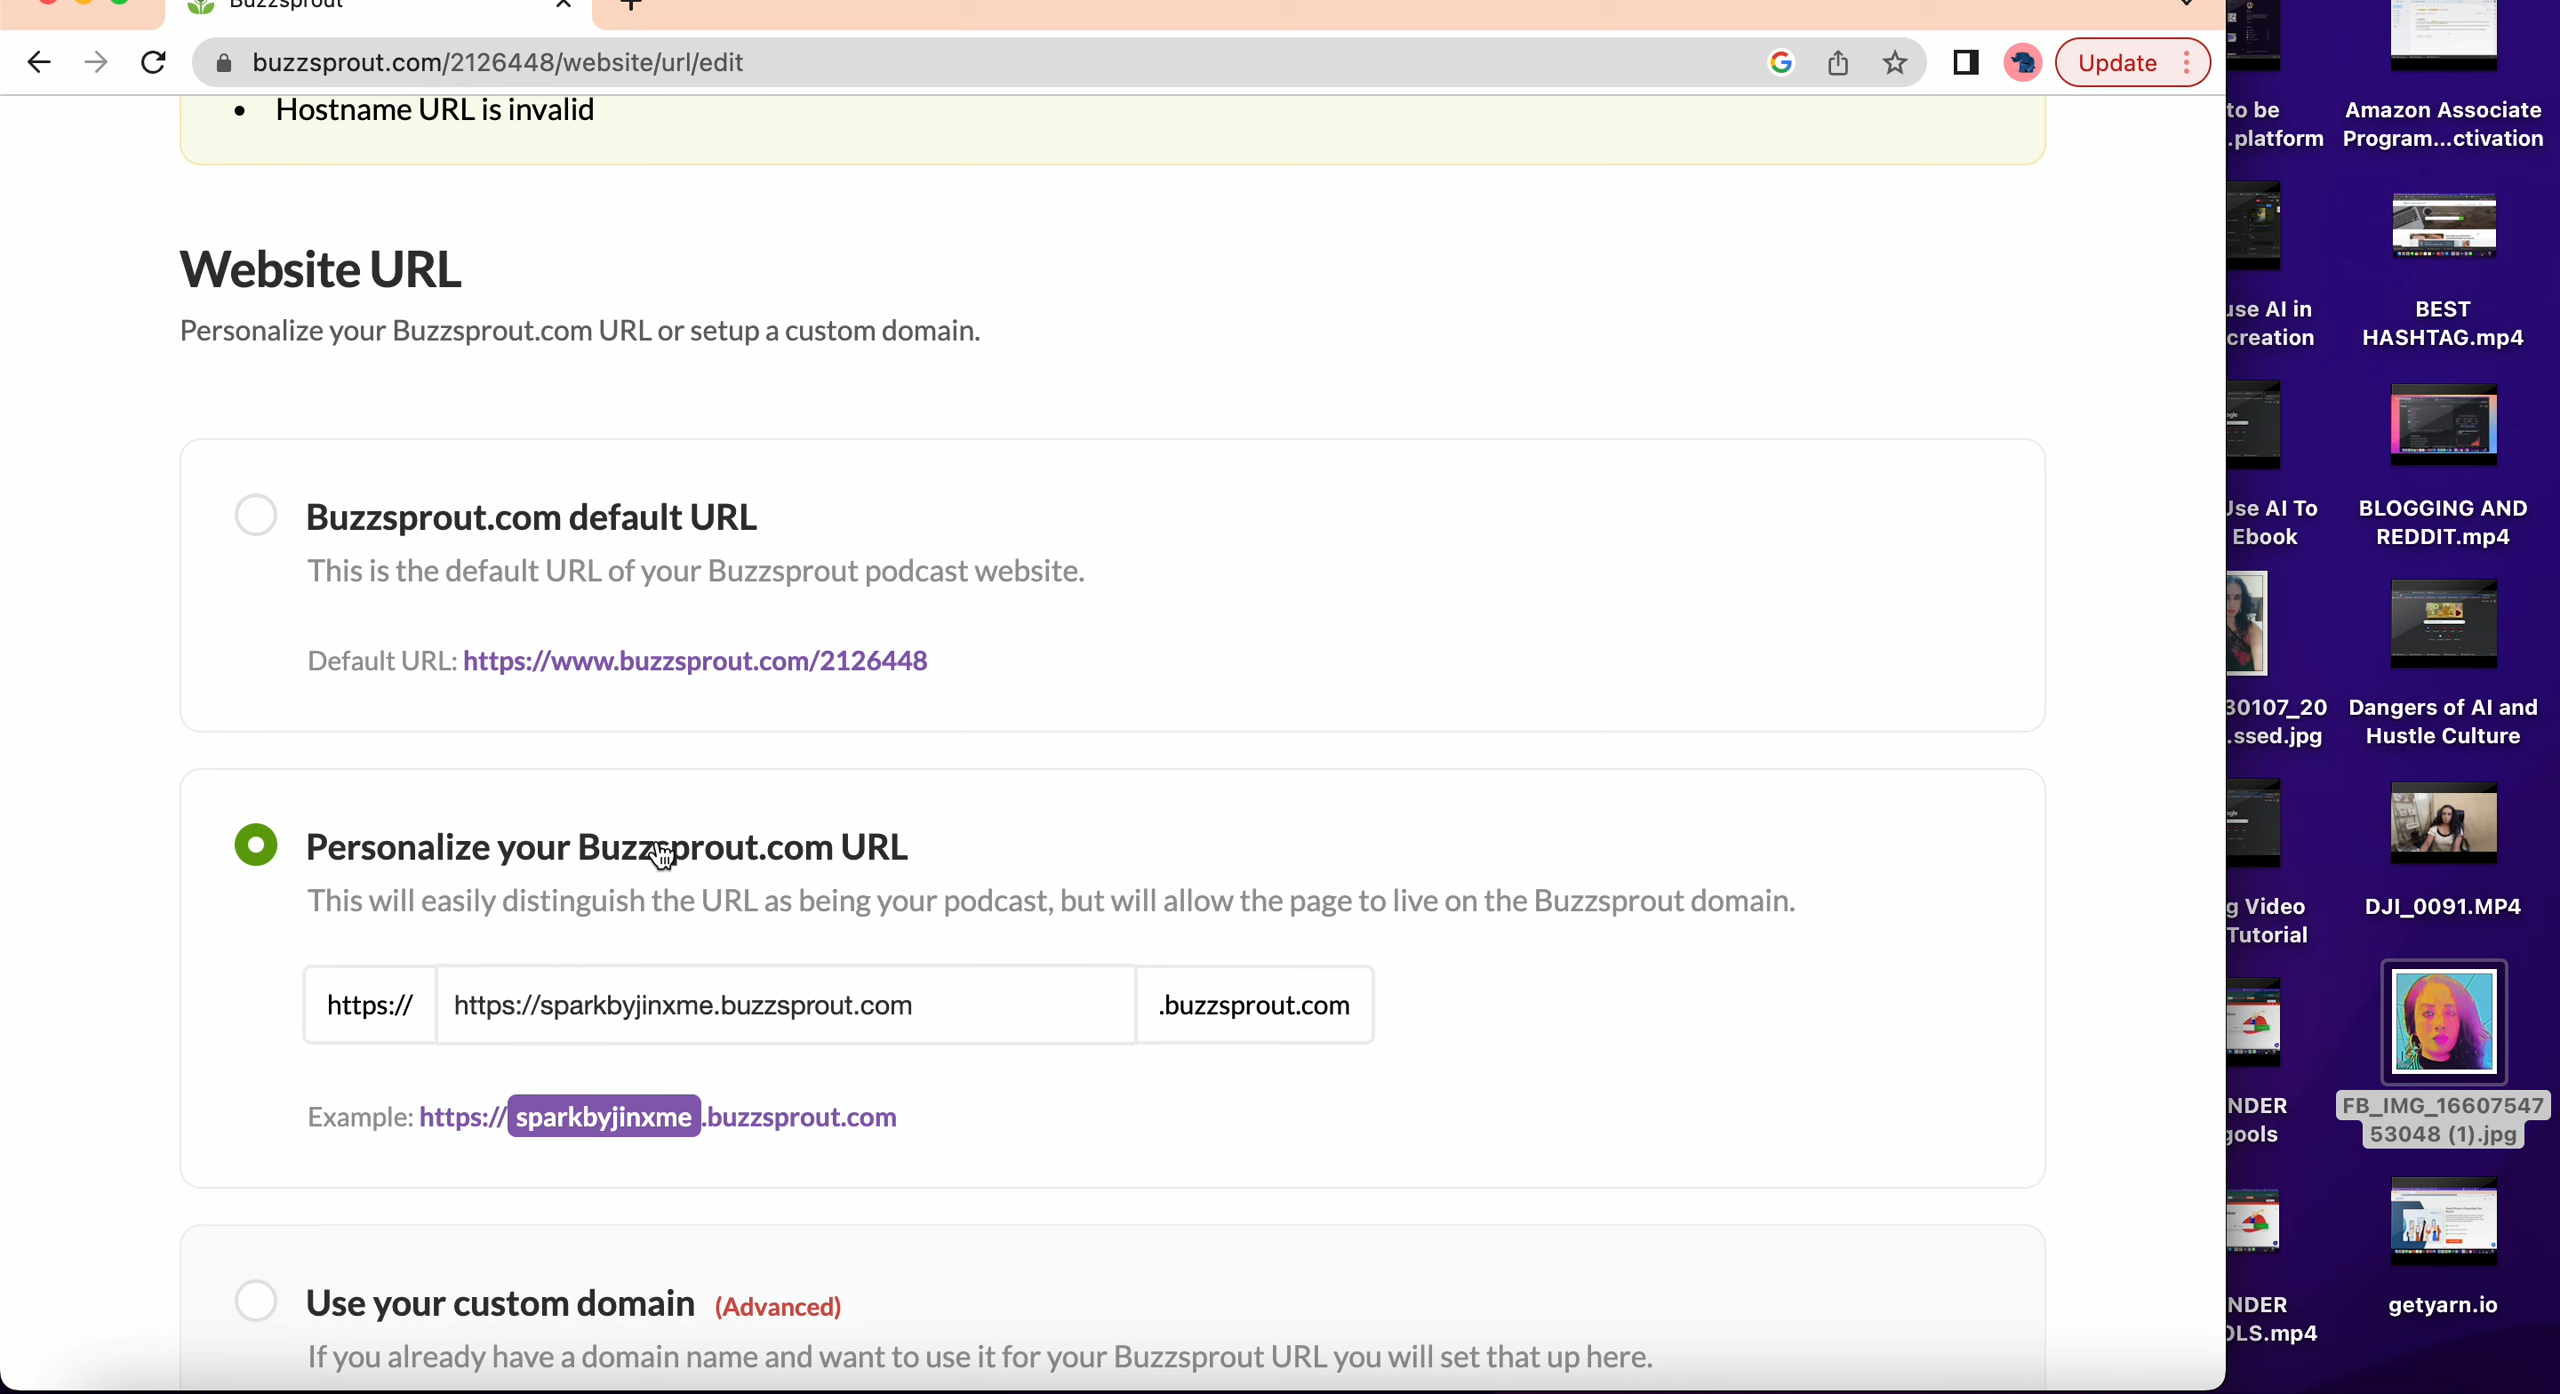 Buzzsprout
buzzsprout.com/2126448/website/url/edit
Update
• Hostname URL is invalid
Website URL
Personalize your Buzzsprout.com URL or setup a custom domain.
Buzzsprout.com default URL
This is the default URL of your Buzzsprout podcast website.
Default URL: https://www.buzzsprout.com/2126448
Personalize your Buzzsprout.com URL
This will easily distinguish the URL as being your podcast, but will allow the page to live on the Buzzsprout domain.
https:// https://sparkbyjinxme.buzzsprout.com .buzzsprout.com
Example: https://sparkbyjinxme.buzzsprout.com
Use your custom domain (Advanced)
If you already have a domain name and want to use it for your Buzzsprout URL you will set that up here.
to be
.platform
Amazon Associate
Program...ctivation
use AI in
creation
BEST
HASHTAG.mp4
Use AI To
Ebook
BLOGGING AND
REDDIT.mp4
30107_20
.ssed.jpg
Dangers of AI and
Hustle Culture
g Video
Tutorial
DJI_0091.MP4
NDER
gools
FB_IMG_16607547
53048 (1).jpg
NDER
OLS.mp4
getyarn.io